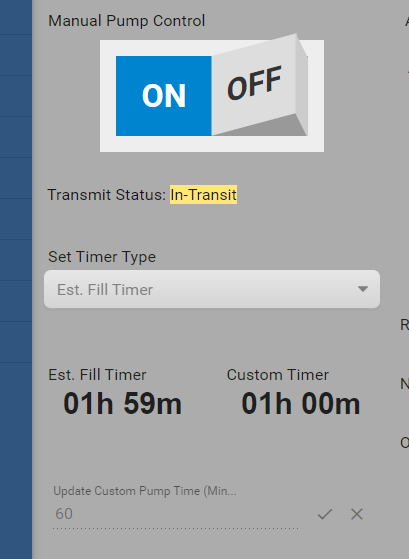 Manual Pump Control
ON OFF
Transmit Status: In-Transit
Set Timer Type
Est. Fill Timer
Est. Fill Timer Custom Timer
01h 59m 01h 00m
Update Custom Pump Time (Min...
60